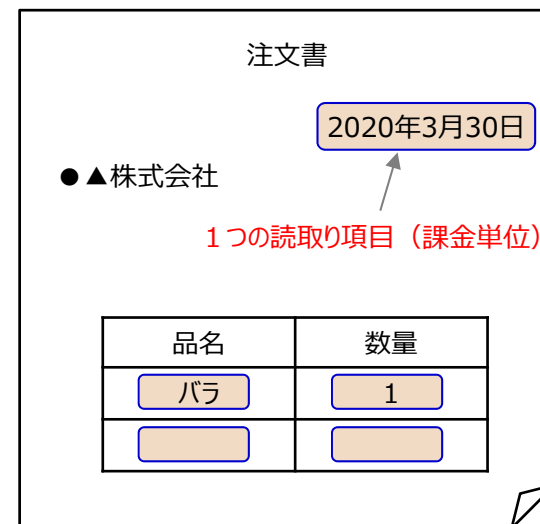 注文書
2020年3月30日
●▲株式会社
1つの読取り項目（課金単位）
品名 数量
バラ 1